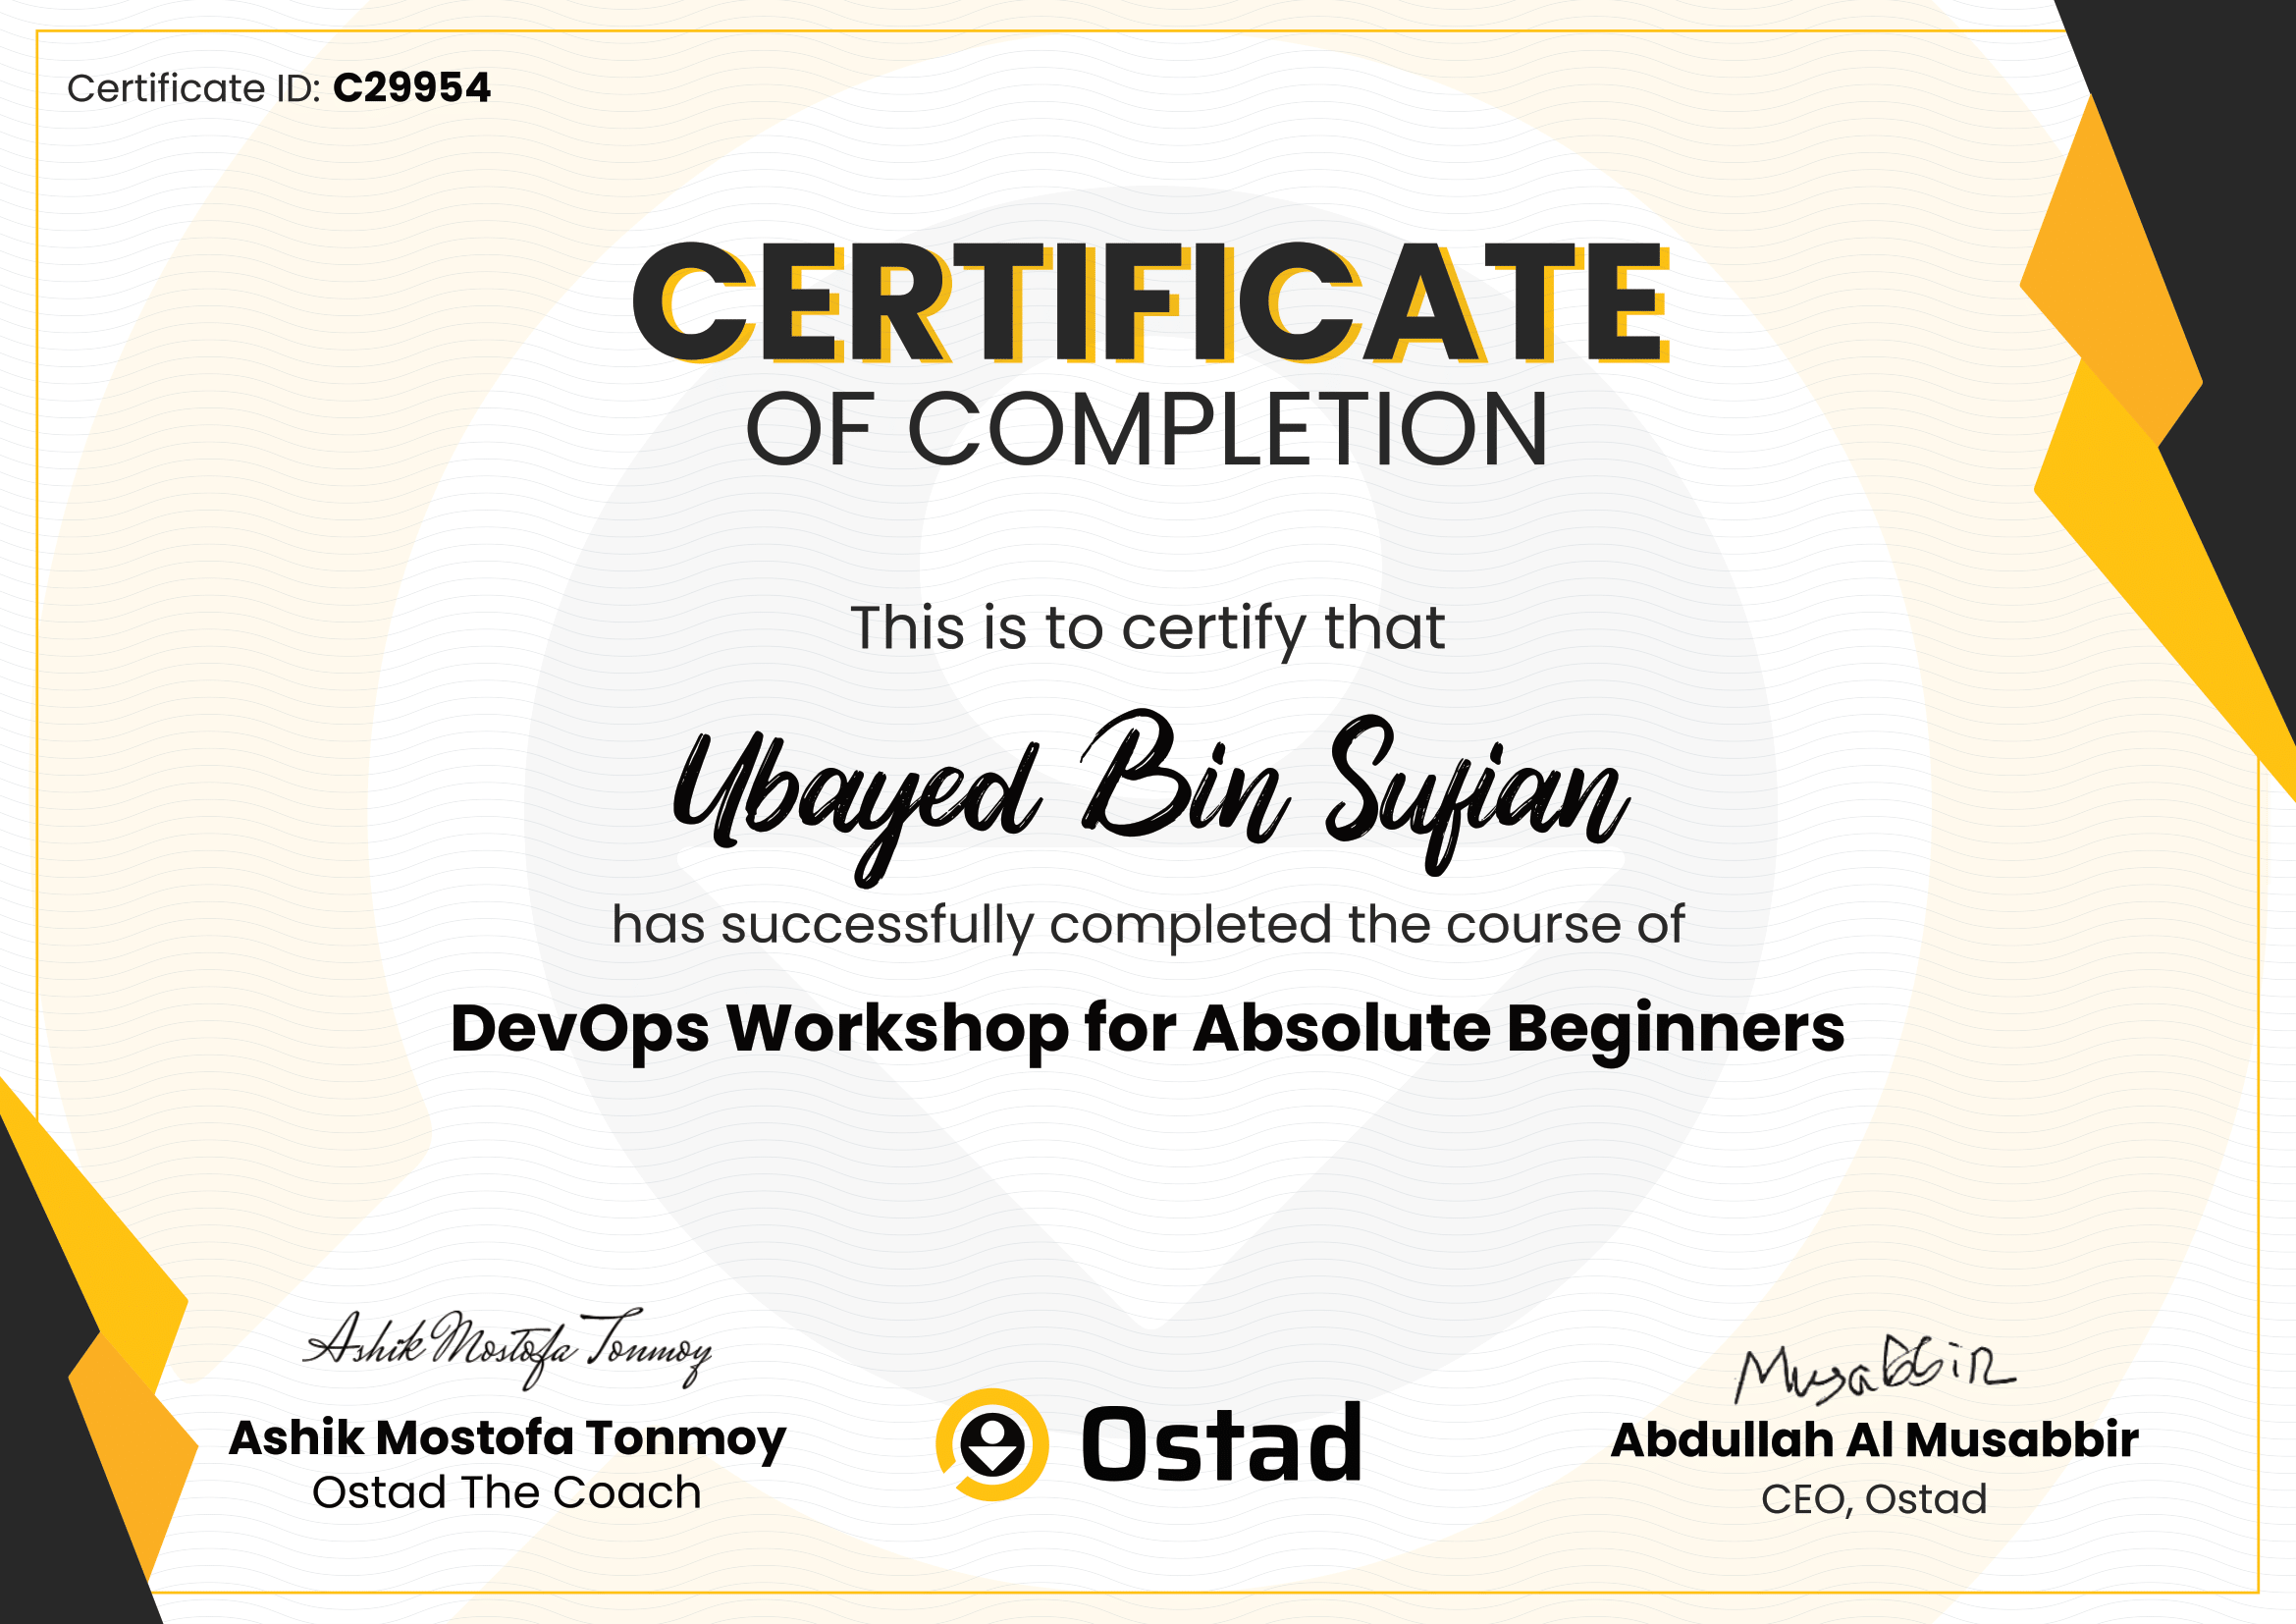 Certificate ID: C29954
CERTIFICATE
OF COMPLETION
This is to certify that
Ubayed Bin Sufian
has successfully completed the course of
DevOps Workshop for Absolute Beginners
Ashik Mostofa Tonmoy
Ashik Mostofa Tonmoy
Ostad The Coach
Ostad
Musabbir
Abdullah Al Musabbir
CEO, Ostad